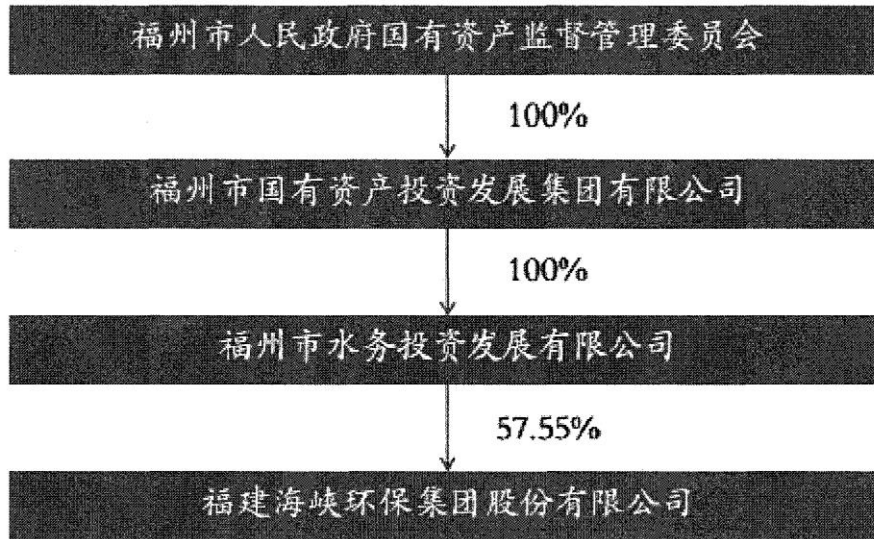 福州市人民政府国有资产监督管理委员会
100%
福州市国有资产投资发展集团有限公司
100%
福州市水务投资发展有限公司
57.55%
福建海峡环保集团股份有限公司